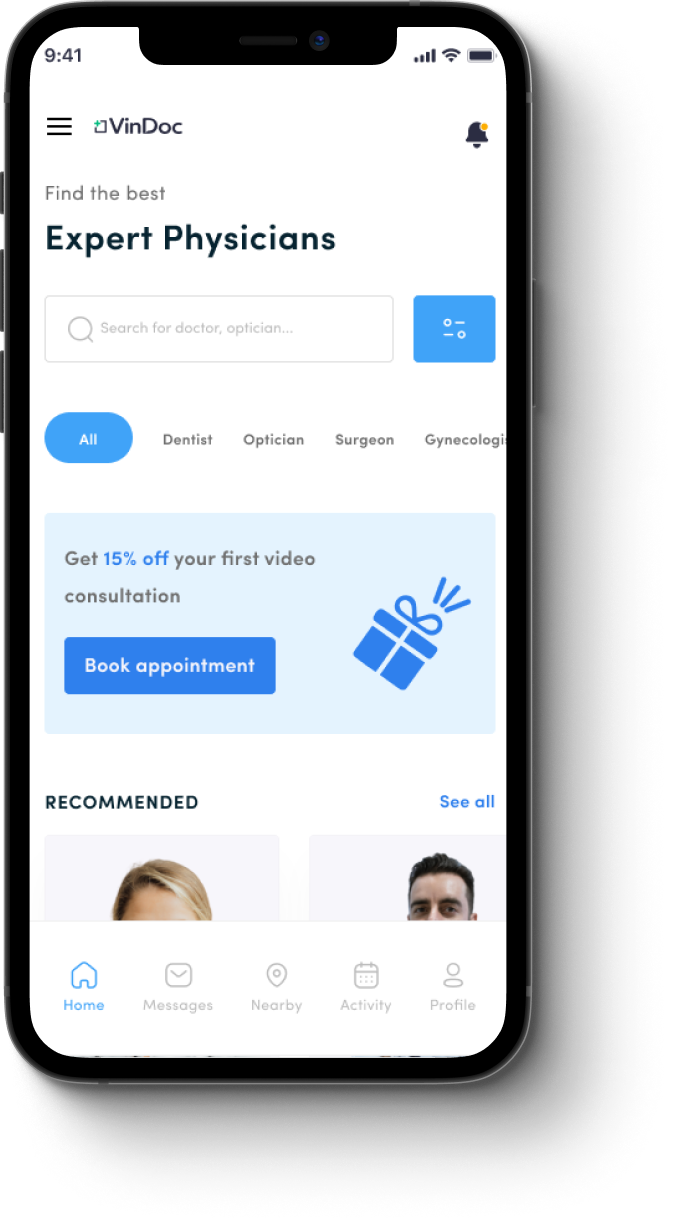 9:41
VinDoc
Find the best
Expert Physicians
Search for doctor, optician...
All Dentist Optician Surgeon Gynecologi
Get 15% off your first video
consultation
Book appointment
RECOMMENDED See all
Home Messages Nearby Activity Profile